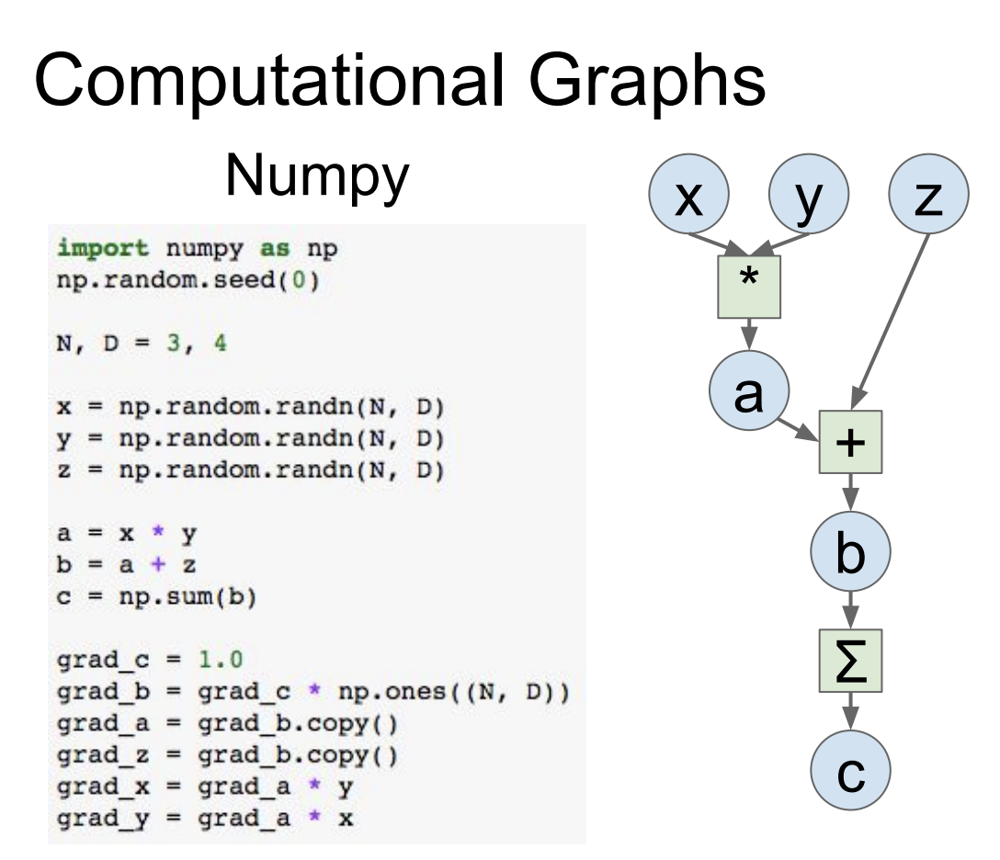 Computational Graphs
Numpy
import numpy as np
np.random.seed(0)
N, D = 3, 4
x = np.random.randn(N, D)
y = np.random.randn(N, D)
z = np.random.randn(N, D)
a = x * y
b = a + z
c = np.sum(b)
grad_c = 1.0
grad_b = grad_c * np.ones((N, D))
grad_a = grad_b.copy()
grad_z = grad_b.copy()
grad_x = grad_a * y
grad_y = grad_a * x
x y z
*
a
+
b
Σ
c